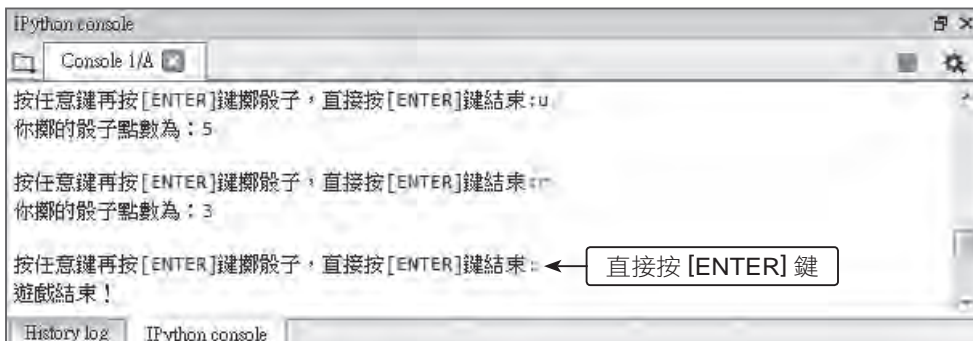 IPython console
Console 1/A
按任意鍵再按[ENTER]鍵擲骰子，直接按[ENTER]鍵結束:u
你擲的骰子點數為：5
按任意鍵再按[ENTER]鍵擲骰子，直接按[ENTER]鍵結束:r
你擲的骰子點數為：3
按任意鍵再按[ENTER]鍵擲骰子，直接按[ENTER]鍵結束: 直接按 [ENTER] 鍵
遊戲結束！
History log IPython console